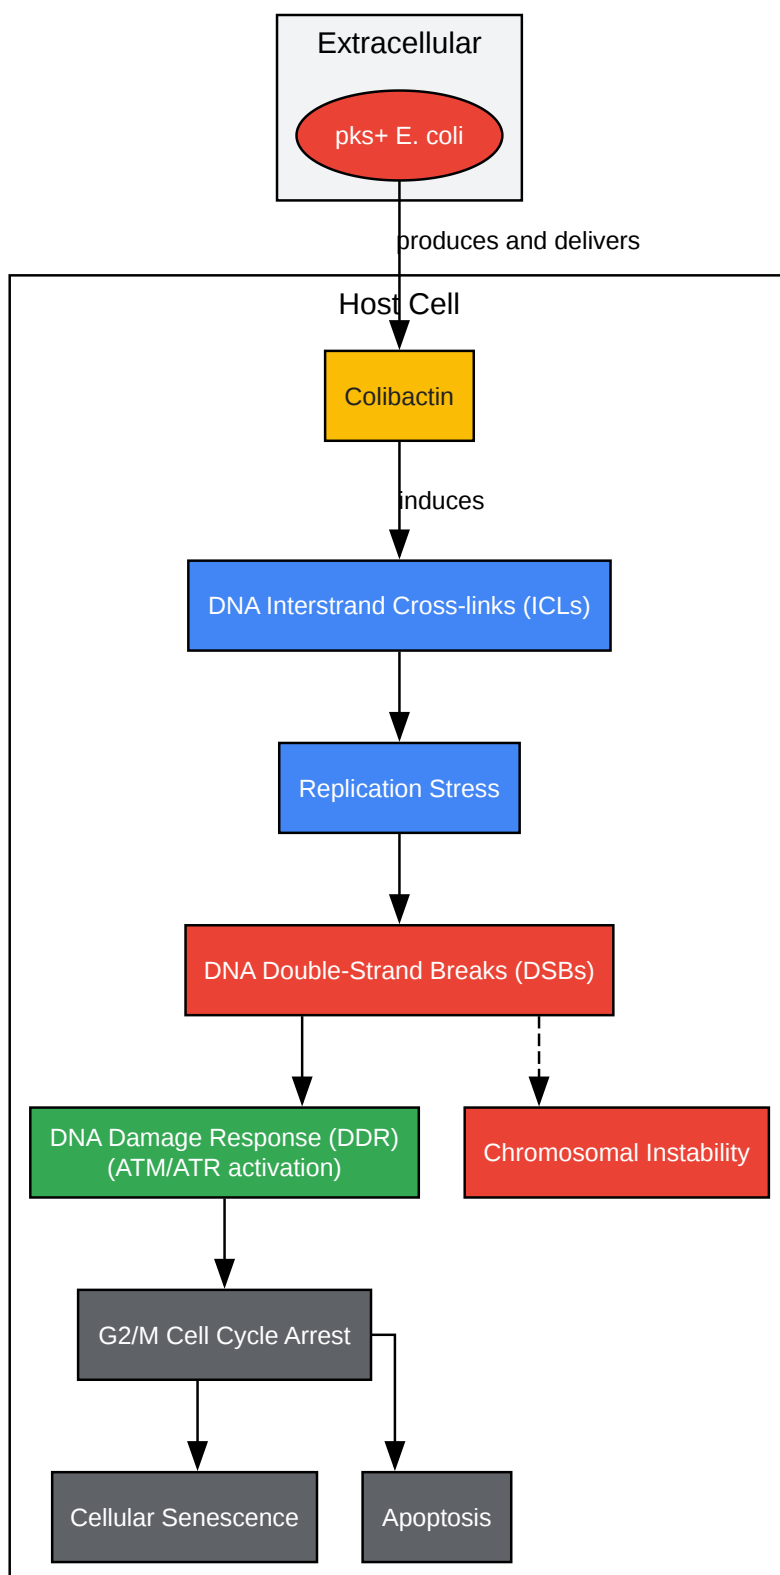 Extracellular
pks+ E. coli
produces and delivers
Host Cell
Colibactin
induces
DNA Interstrand Cross-links (ICLs)
Replication Stress
DNA Double-Strand Breaks (DSBs)
DNA Damage Response (DDR)
(ATM/ATR activation)
Chromosomal Instability
G2/M Cell Cycle Arrest
Cellular Senescence
Apoptosis